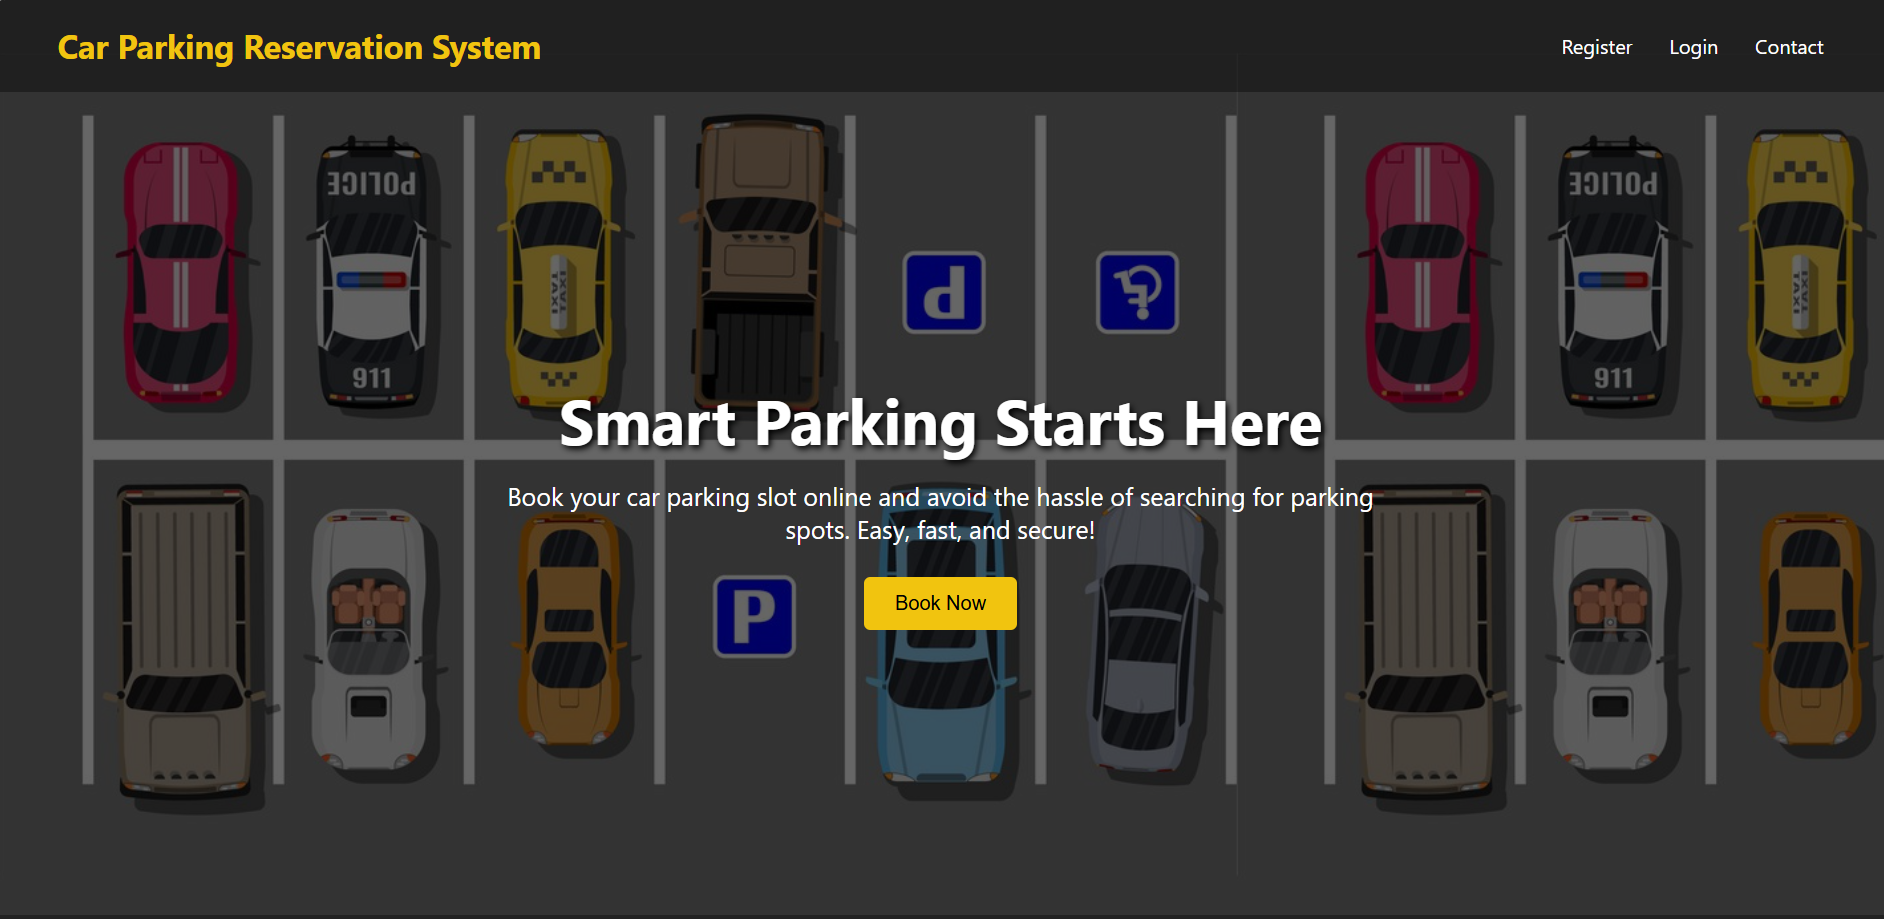 Car Parking Reservation System
Register Login Contact
POLICE
TAXI
TAXI
911
P
POLICE
TAXI
TAXI
911
Smart Parking Starts Here
Book your car parking slot online and avoid the hassle of searching for parking
spots. Easy, fast, and secure!
P
Book Now